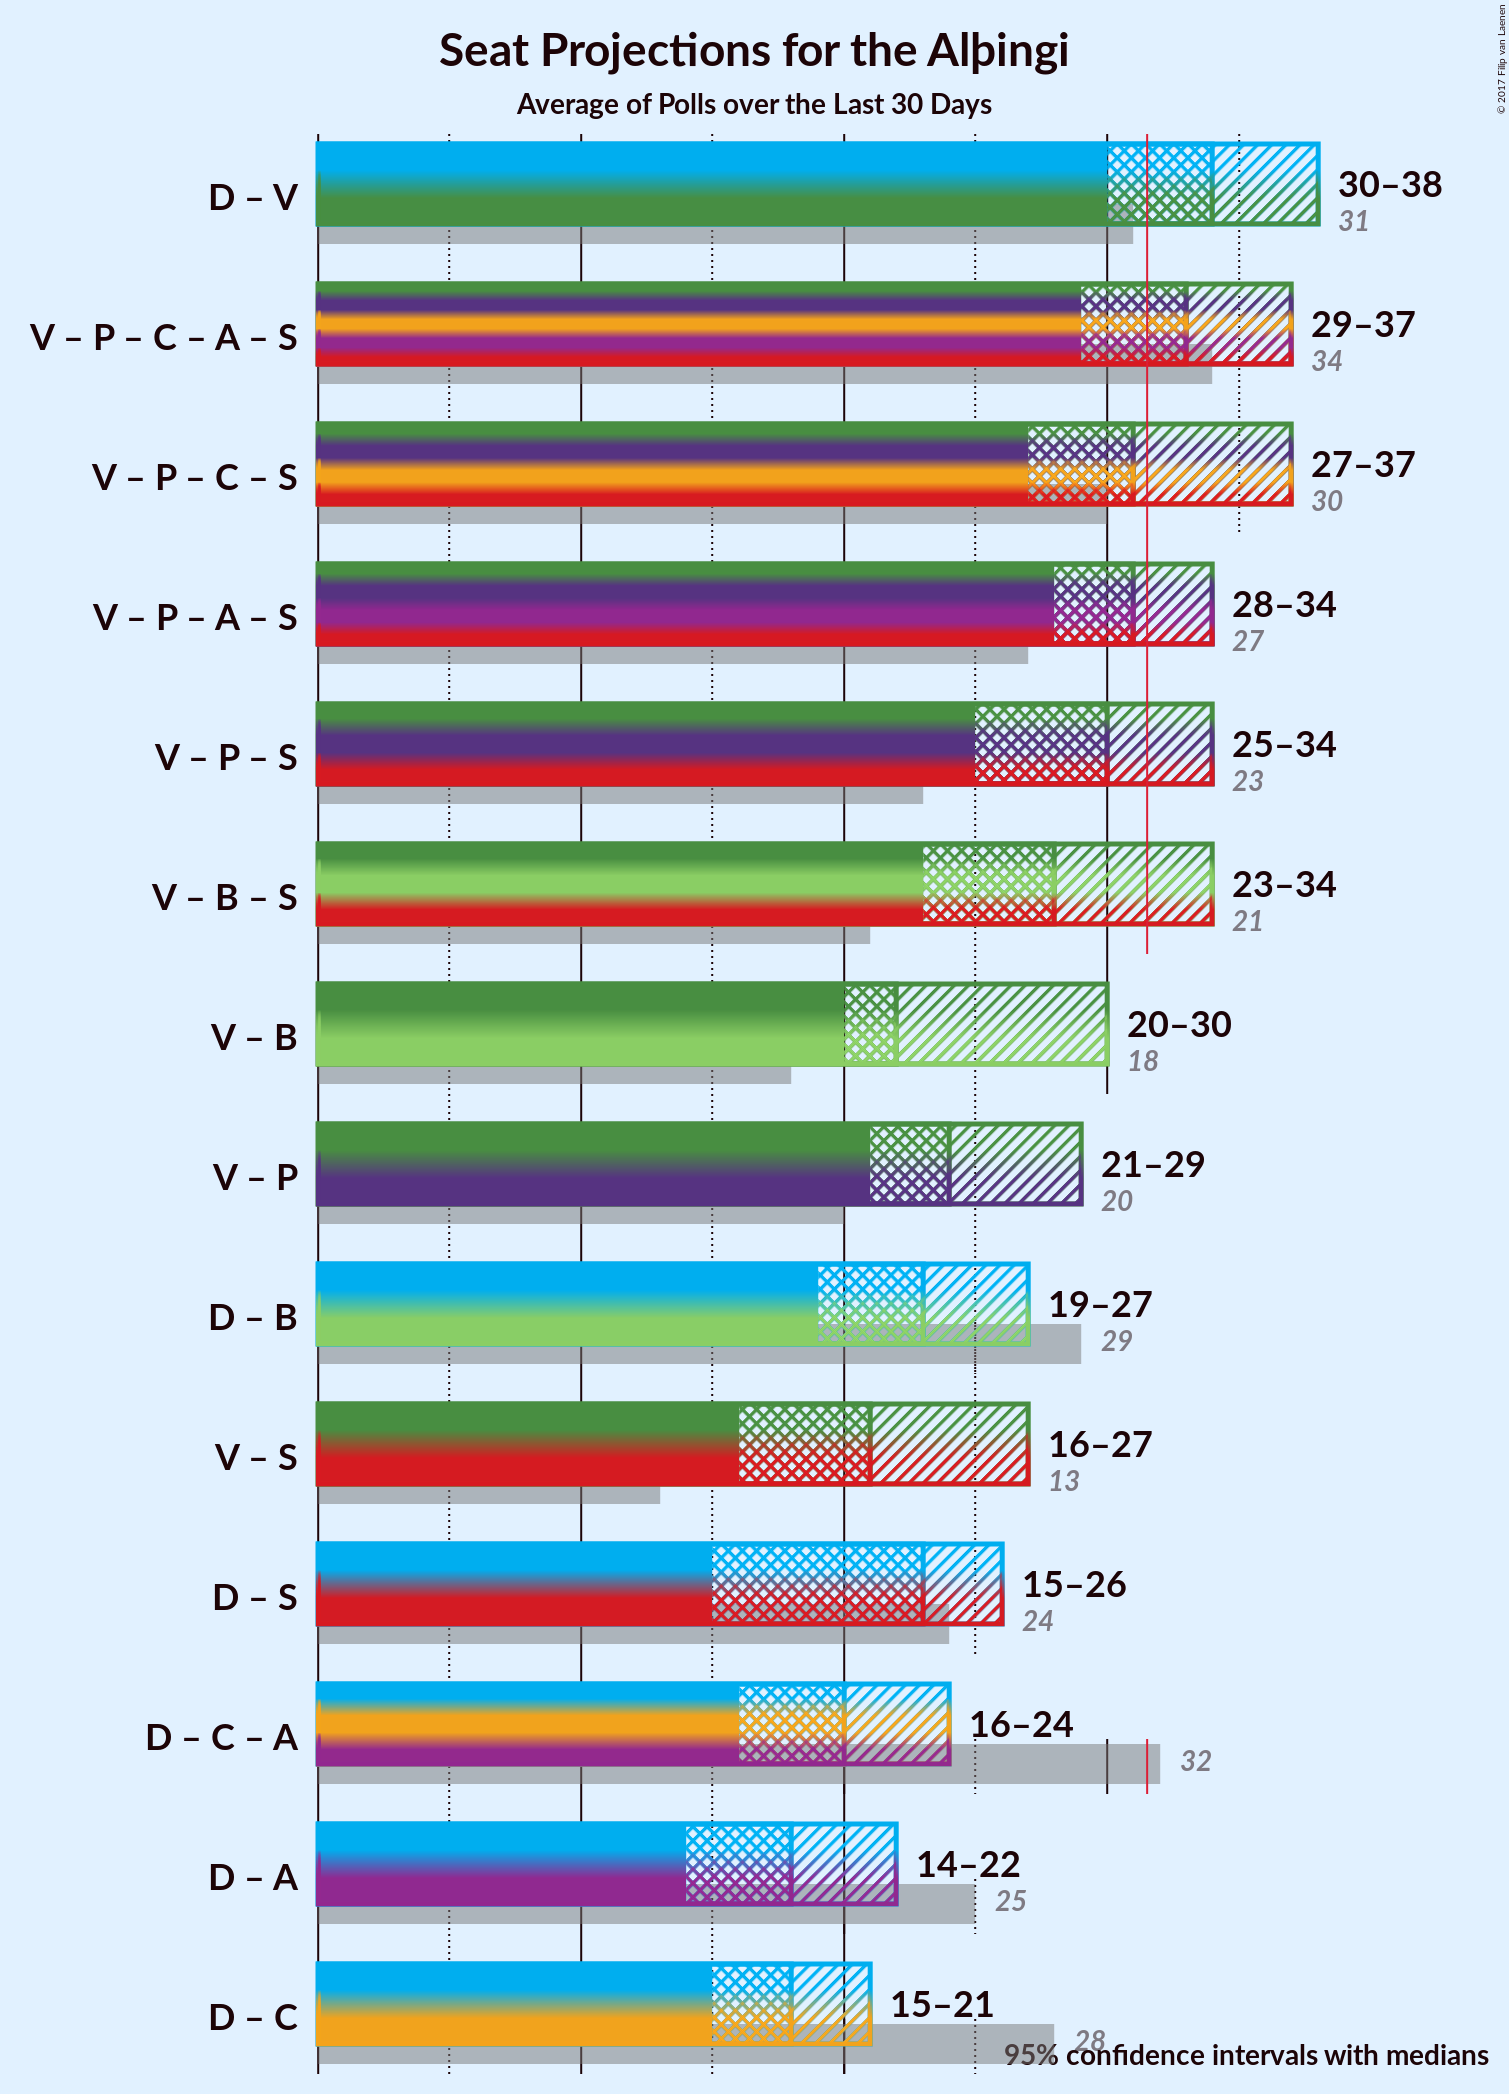 Seat Projections for the Alþingi
Average of Polls over the Last 30 Days
© 2017 Filip van Laenen
D – V
30–38
31
V – P – C – A – S
29–37
34
V – P – C – S
27–37
30
V – P – A – S
28–34
27
V – P – S
25–34
23
V – B – S
23–34
21
V – B
20–30
18
V – P
21–29
20
D – B
19–27
29
V – S
16–27
13
D – S
15–26
24
D – C – A
16–24
32
D – A
14–22
25
D – C
15–21
28
95% confidence intervals with medians